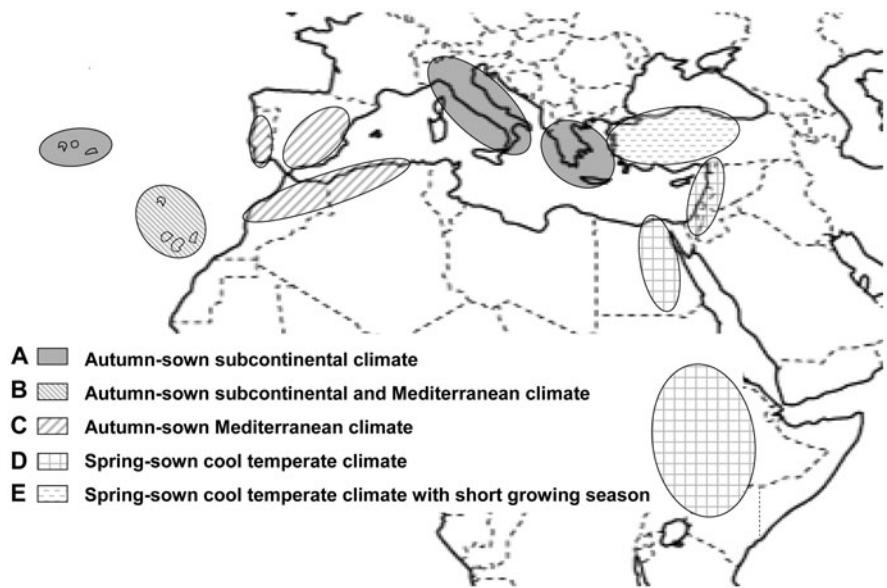 A Autumn-sown subcontinental climate
B Autumn-sown subcontinental and Mediterranean climate
C Autumn-sown Mediterranean climate
D Spring-sown cool temperate climate
E Spring-sown cool temperate climate with short growing season